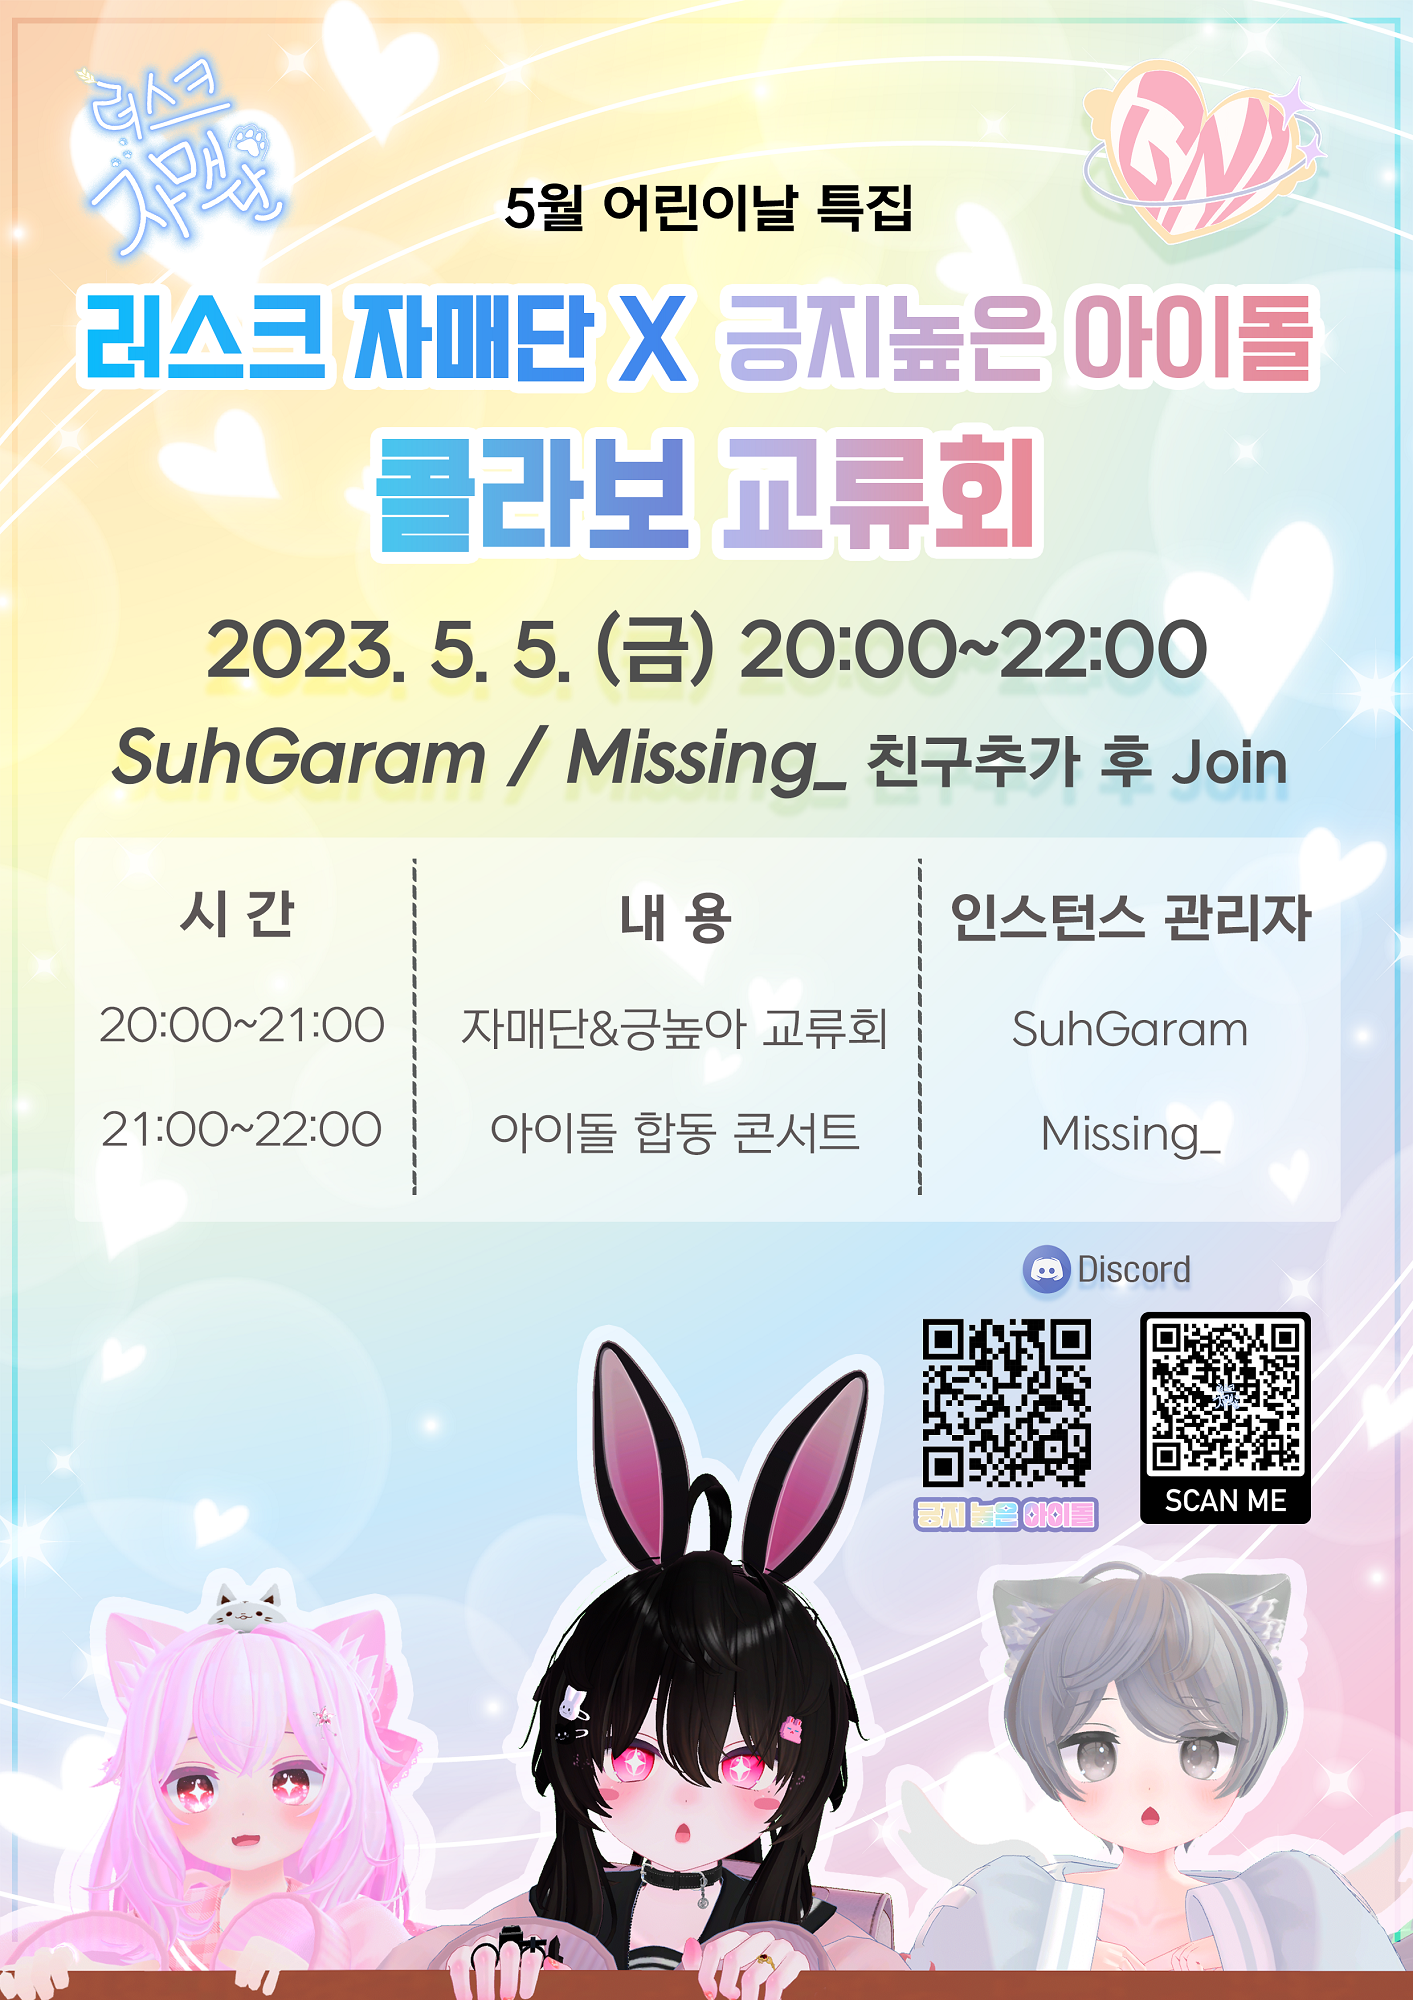 러스크
자매단
GNI
5월 어린이날 특집
러스크 자매단 X 긍지높은 아이돌
콜라보 교류회
2023. 5. 5. (금) 20:00~22:00
SuhGaram / Missing_ 친구추가 후 Join
시 간 내 용 인스턴스 관리자
20:00~21:00 자매단&긍높아 교류회 SuhGaram
21:00~22:00 아이돌 합동 콘서트 Missing_
Discord
긍지 높은 아이돌
SCAN ME